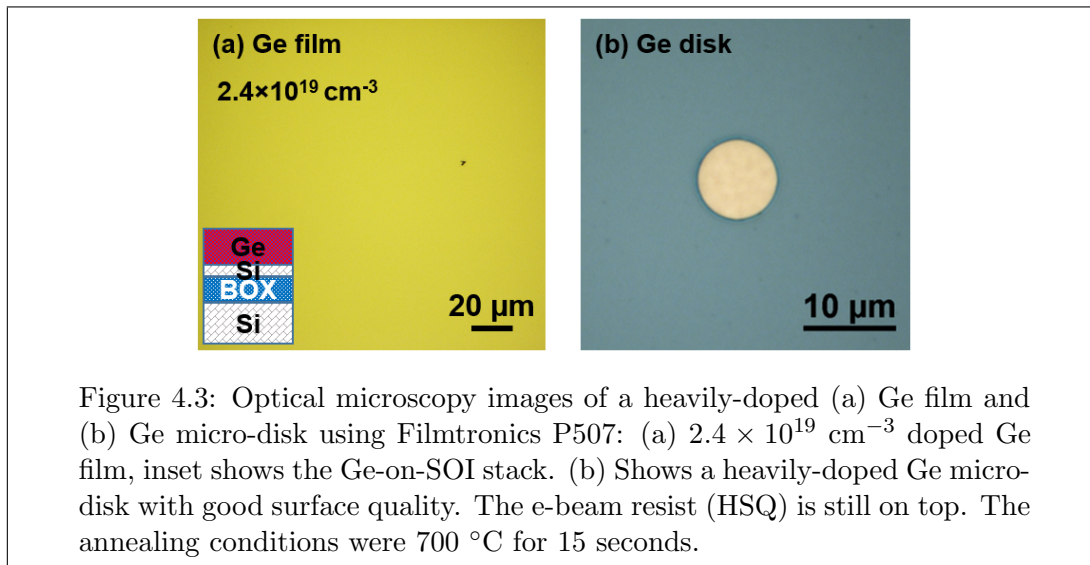 (a) Ge film
2.4×10¹⁹ cm⁻³
Ge
Si
BOX
Si
20 µm
(b) Ge disk
10 µm
Figure 4.3: Optical microscopy images of a heavily-doped (a) Ge film and
(b) Ge micro-disk using Filmtronics P507: (a) 2.4 × 10¹⁹ cm⁻³ doped Ge
film, inset shows the Ge-on-SOI stack. (b) Shows a heavily-doped Ge micro-
disk with good surface quality. The e-beam resist (HSQ) is still on top. The
annealing conditions were 700 °C for 15 seconds.